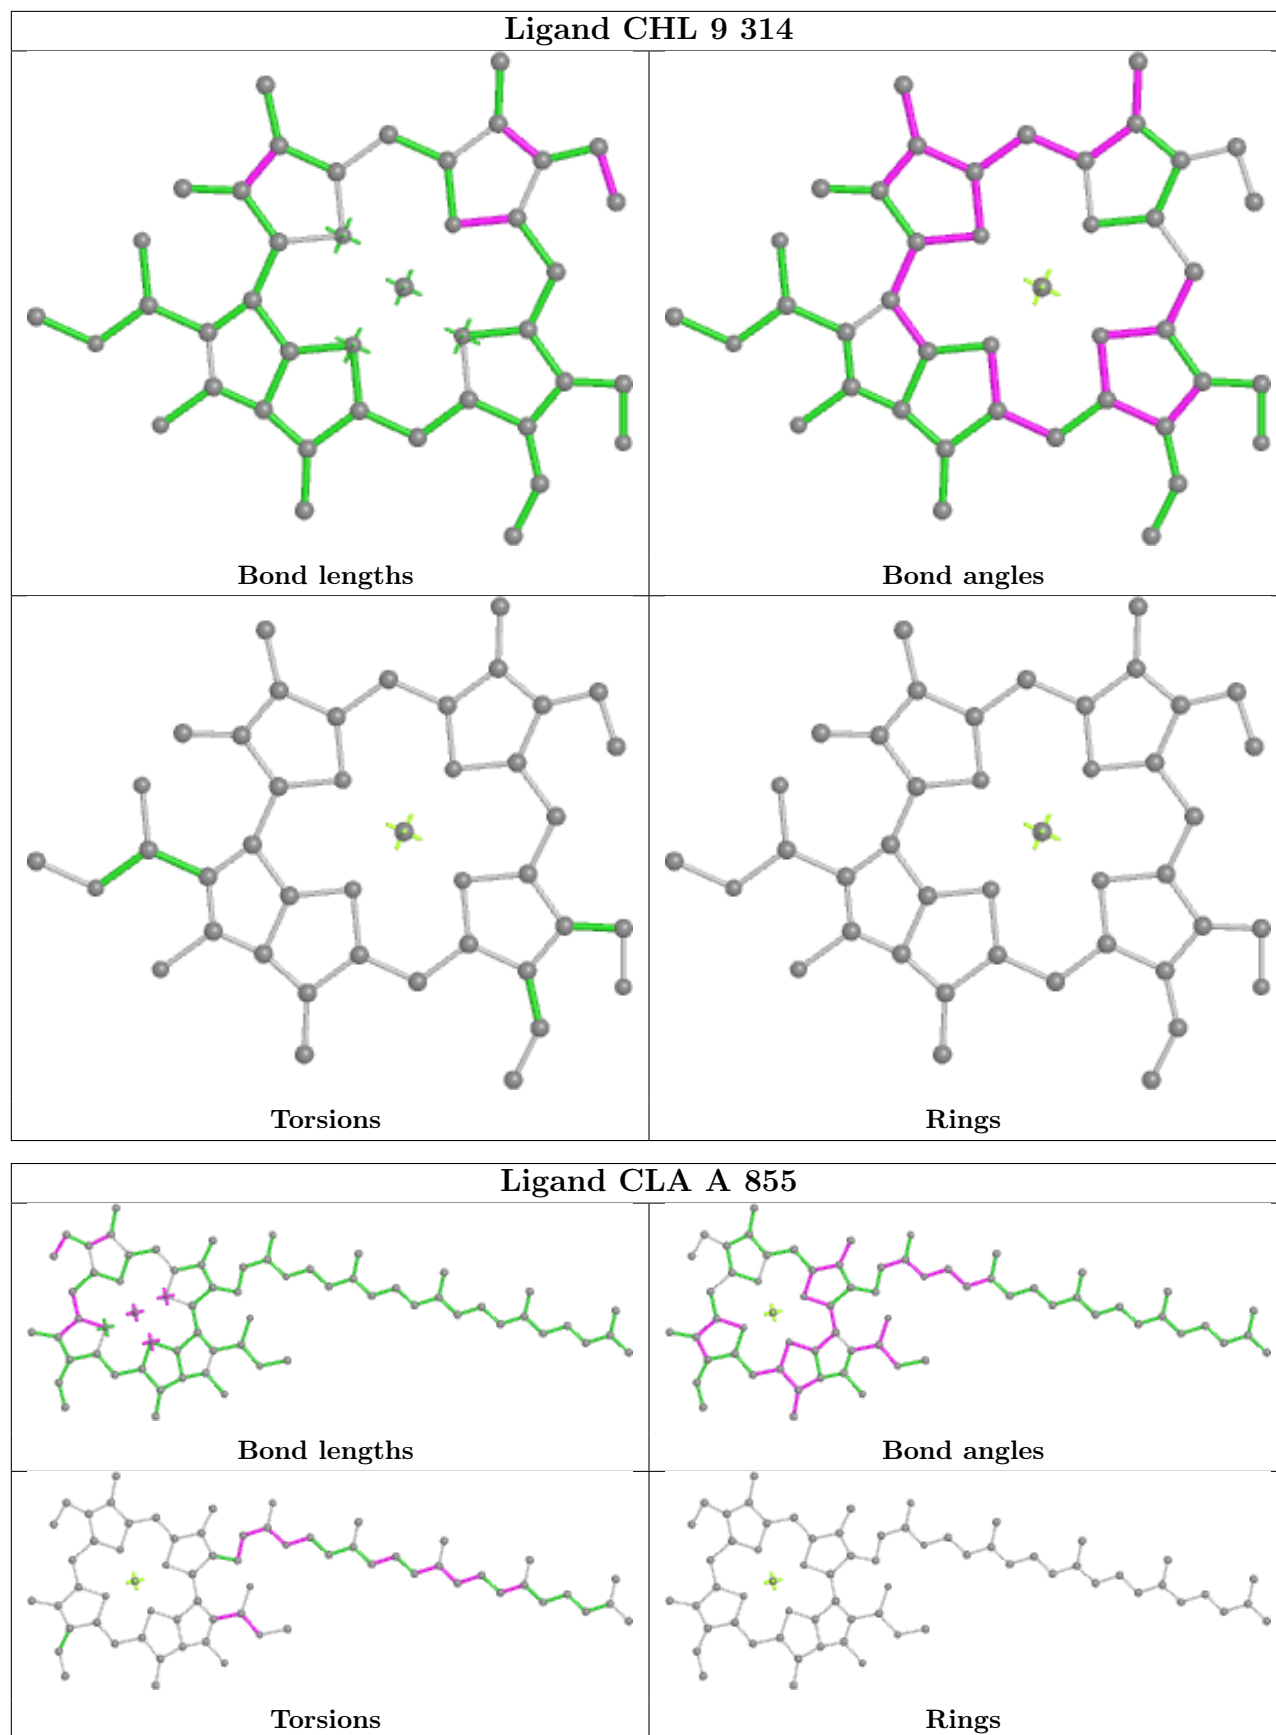 Ligand CHL 9 314
Bond lengths
Bond angles
Torsions
Rings
Ligand CLA A 855
Bond lengths
Bond angles
Torsions
Rings